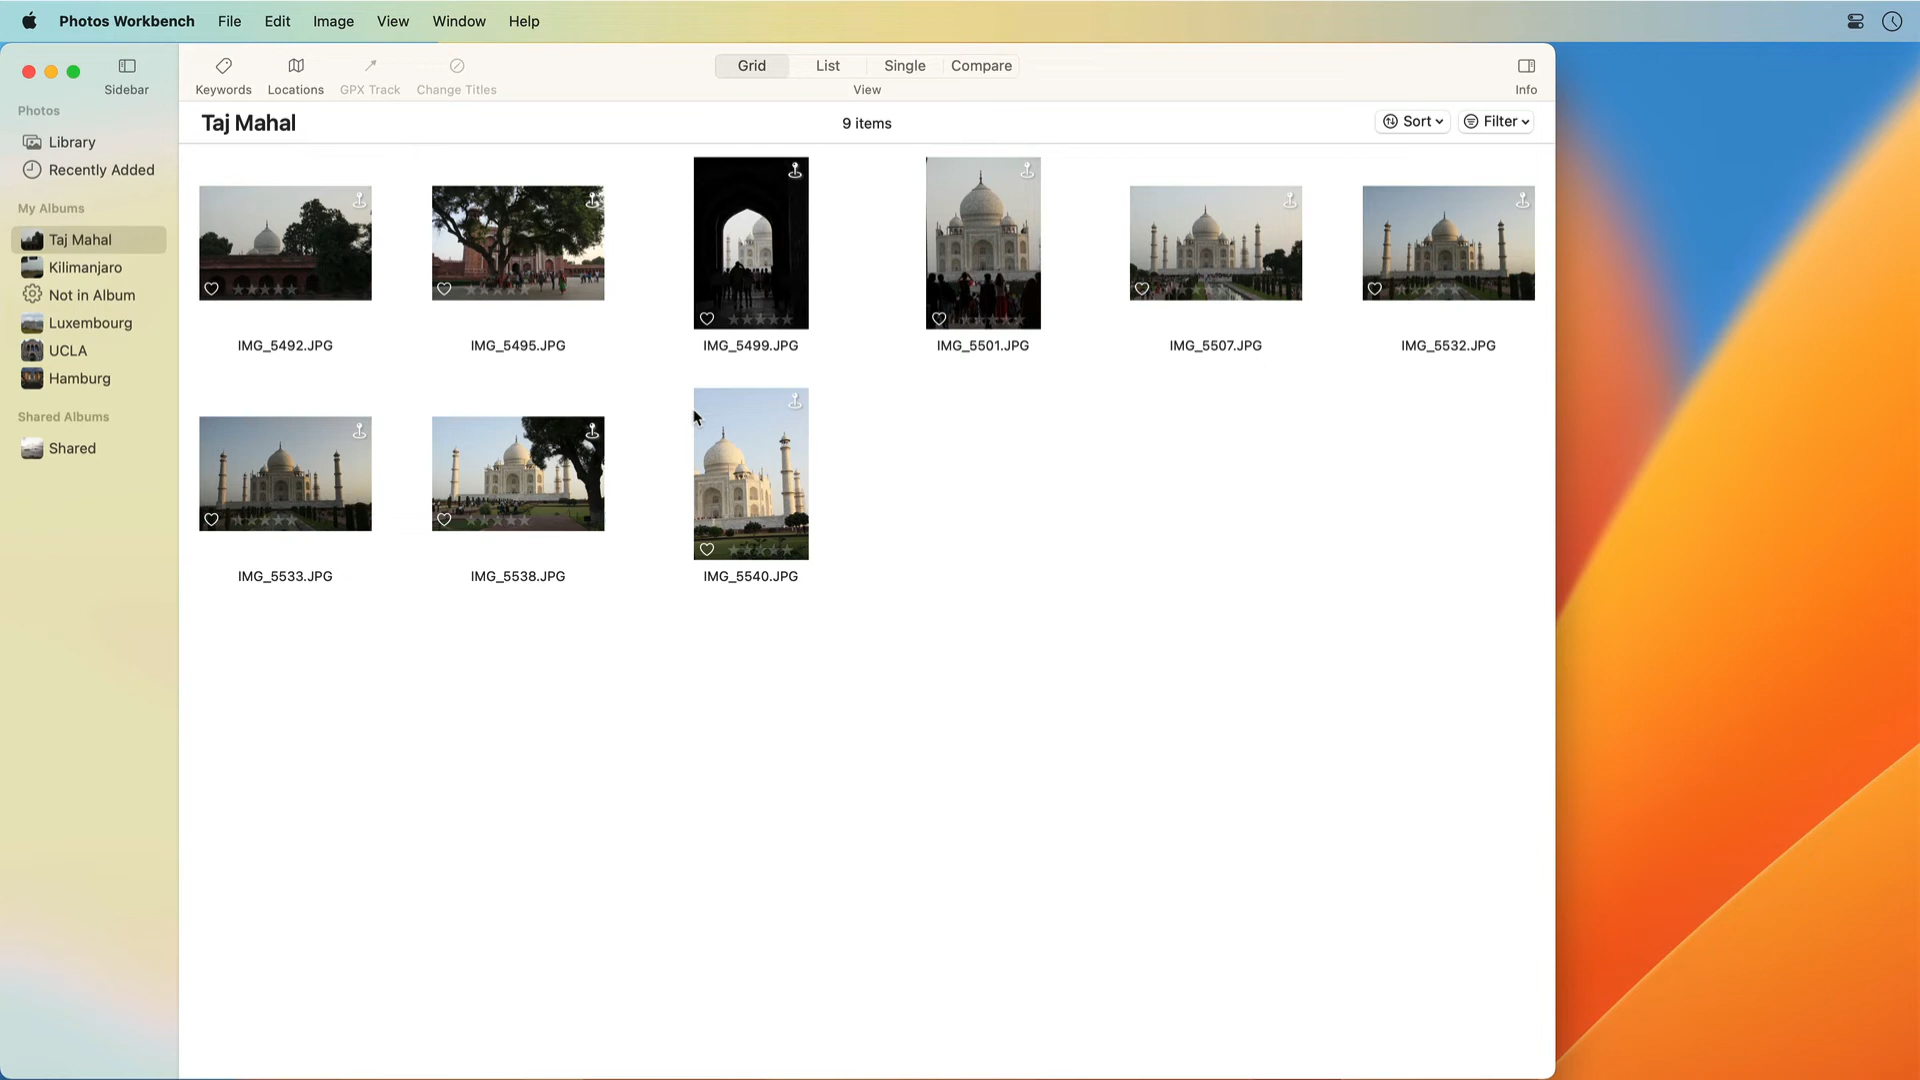 Photos Workbench File Edit Image View Window Help
Sidebar
Keywords Locations GPX Track Change Titles
Grid List Single Compare
View
Info
Photos
Library
Recently Added
My Albums
Taj Mahal
Kilimanjaro
Not in Album
Luxembourg
UCLA
Hamburg
Shared Albums
Shared
Taj Mahal 9 items Sort Filter
IMG_5492.JPG IMG_5495.JPG IMG_5499.JPG IMG_5501.JPG IMG_5507.JPG IMG_5532.JPG
IMG_5533.JPG IMG_5538.JPG IMG_5540.JPG